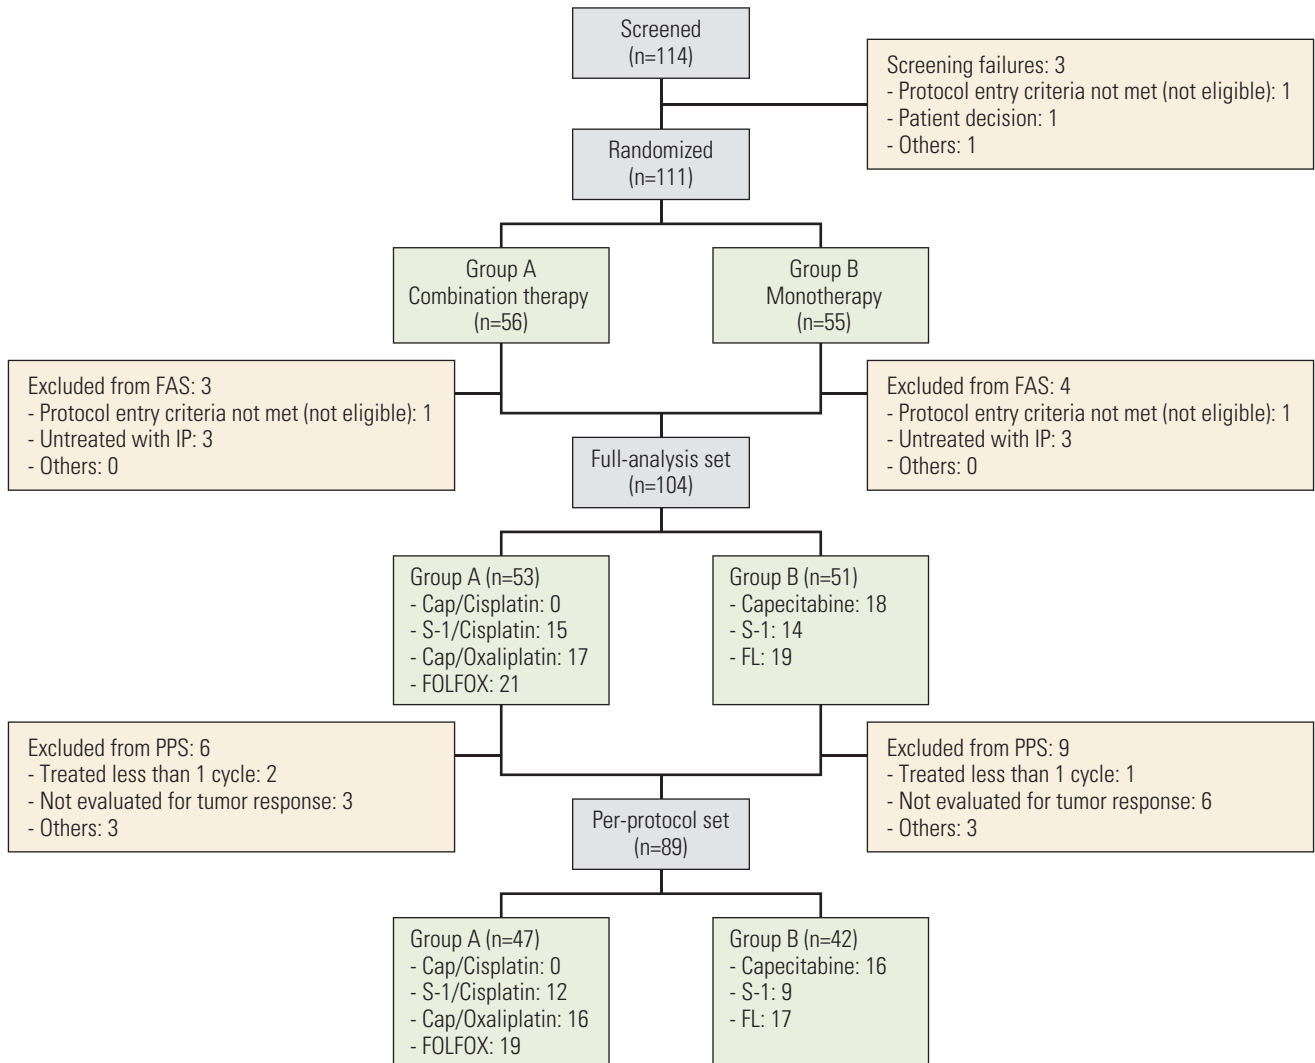 Screened
(n=114)
Screening failures: 3
- Protocol entry criteria not met (not eligible): 1
- Patient decision: 1
- Others: 1
Randomized
(n=111)
Group A
Combination therapy
(n=56)
Group B
Monotherapy
(n=55)
Excluded from FAS: 3
- Protocol entry criteria not met (not eligible): 1
- Untreated with IP: 3
- Others: 0
Excluded from FAS: 4
- Protocol entry criteria not met (not eligible): 1
- Untreated with IP: 3
- Others: 0
Full-analysis set
(n=104)
Group A (n=53)
- Cap/Cisplatin: 0
- S-1/Cisplatin: 15
- Cap/Oxaliplatin: 17
- FOLFOX: 21
Group B (n=51)
- Capecitabine: 18
- S-1: 14
- FL: 19
Excluded from PPS: 6
- Treated less than 1 cycle: 2
- Not evaluated for tumor response: 3
- Others: 3
Excluded from PPS: 9
- Treated less than 1 cycle: 1
- Not evaluated for tumor response: 6
- Others: 3
Per-protocol set
(n=89)
Group A (n=47)
- Cap/Cisplatin: 0
- S-1/Cisplatin: 12
- Cap/Oxaliplatin: 16
- FOLFOX: 19
Group B (n=42)
- Capecitabine: 16
- S-1: 9
- FL: 17